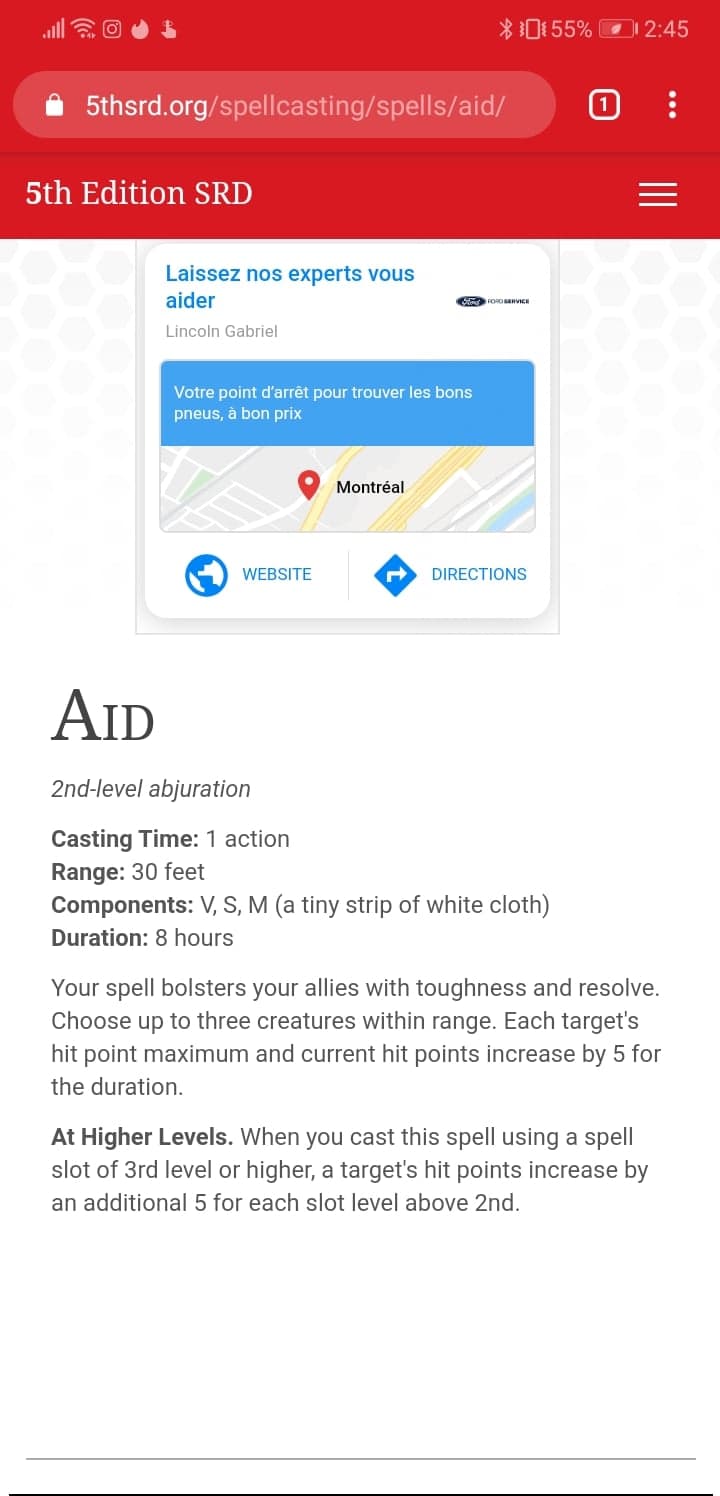 55% 2:45
5thsrd.org/spellcasting/spells/aid/
1
5th Edition SRD
Laissez nos experts vous
aider
Ford FORD SERVICE
Lincoln Gabriel
Votre point d'arrêt pour trouver les bons
pneus, à bon prix
Montréal
WEBSITE
DIRECTIONS
AID
2nd-level abjuration
Casting Time: 1 action
Range: 30 feet
Components: V, S, M (a tiny strip of white cloth)
Duration: 8 hours
Your spell bolsters your allies with toughness and resolve.
Choose up to three creatures within range. Each target's
hit point maximum and current hit points increase by 5 for
the duration.
At Higher Levels. When you cast this spell using a spell
slot of 3rd level or higher, a target's hit points increase by
an additional 5 for each slot level above 2nd.